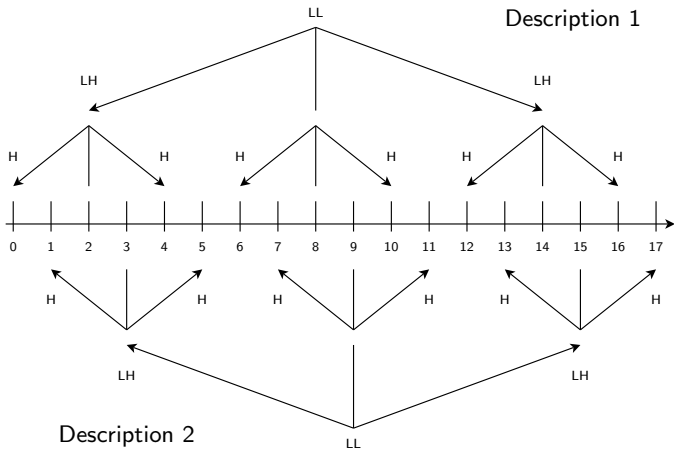 LL
Description 1
LH LH
H H H H H H
0 1 2 3 4 5 6 7 8 9 10 11 12 13 14 15 16 17
H H H H H H
LH LH
Description 2
LL